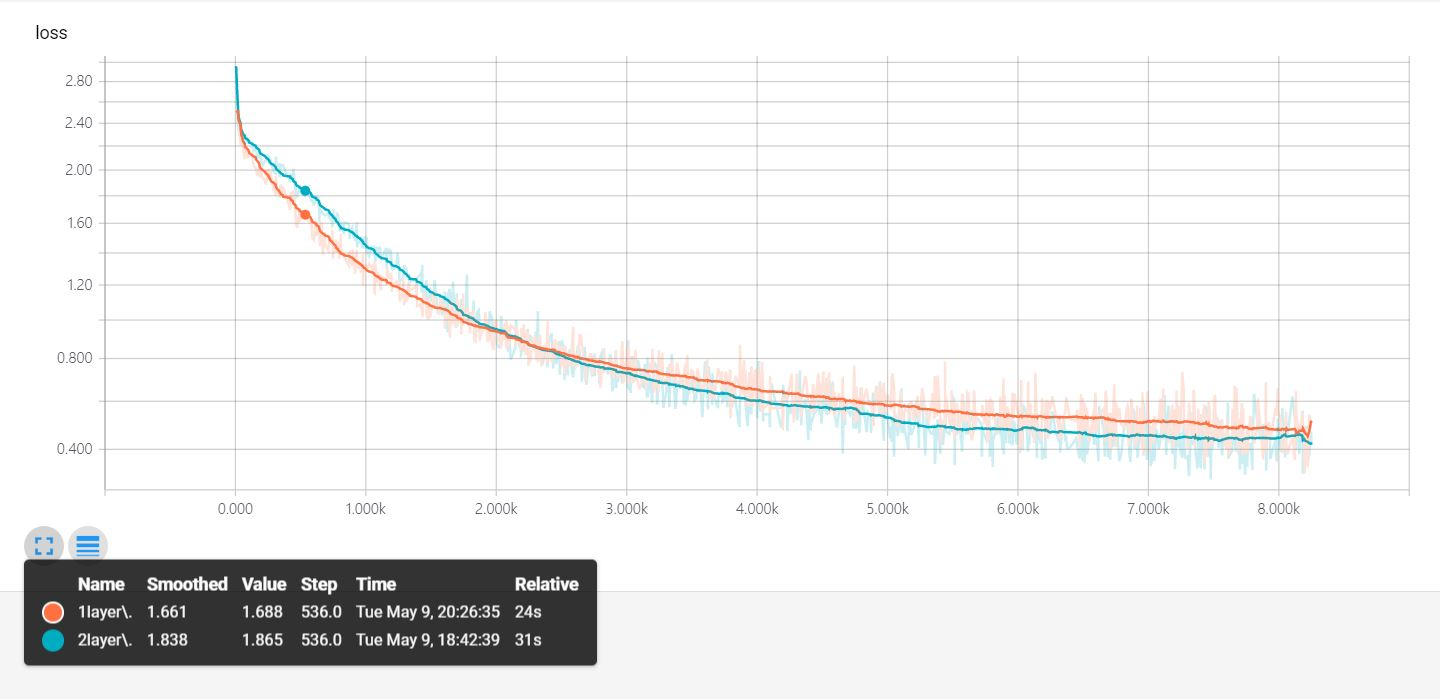 loss
2.80
2.40
2.00
1.60
1.20
0.800
0.400
0.000 1.000k 2.000k 3.000k 4.000k 5.000k 6.000k 7.000k 8.000k
Name Smoothed Value Step Time Relative
1layer\. 1.661 1.688 536.0 Tue May 9, 20:26:35 24s
2layer\. 1.838 1.865 536.0 Tue May 9, 18:42:39 31s